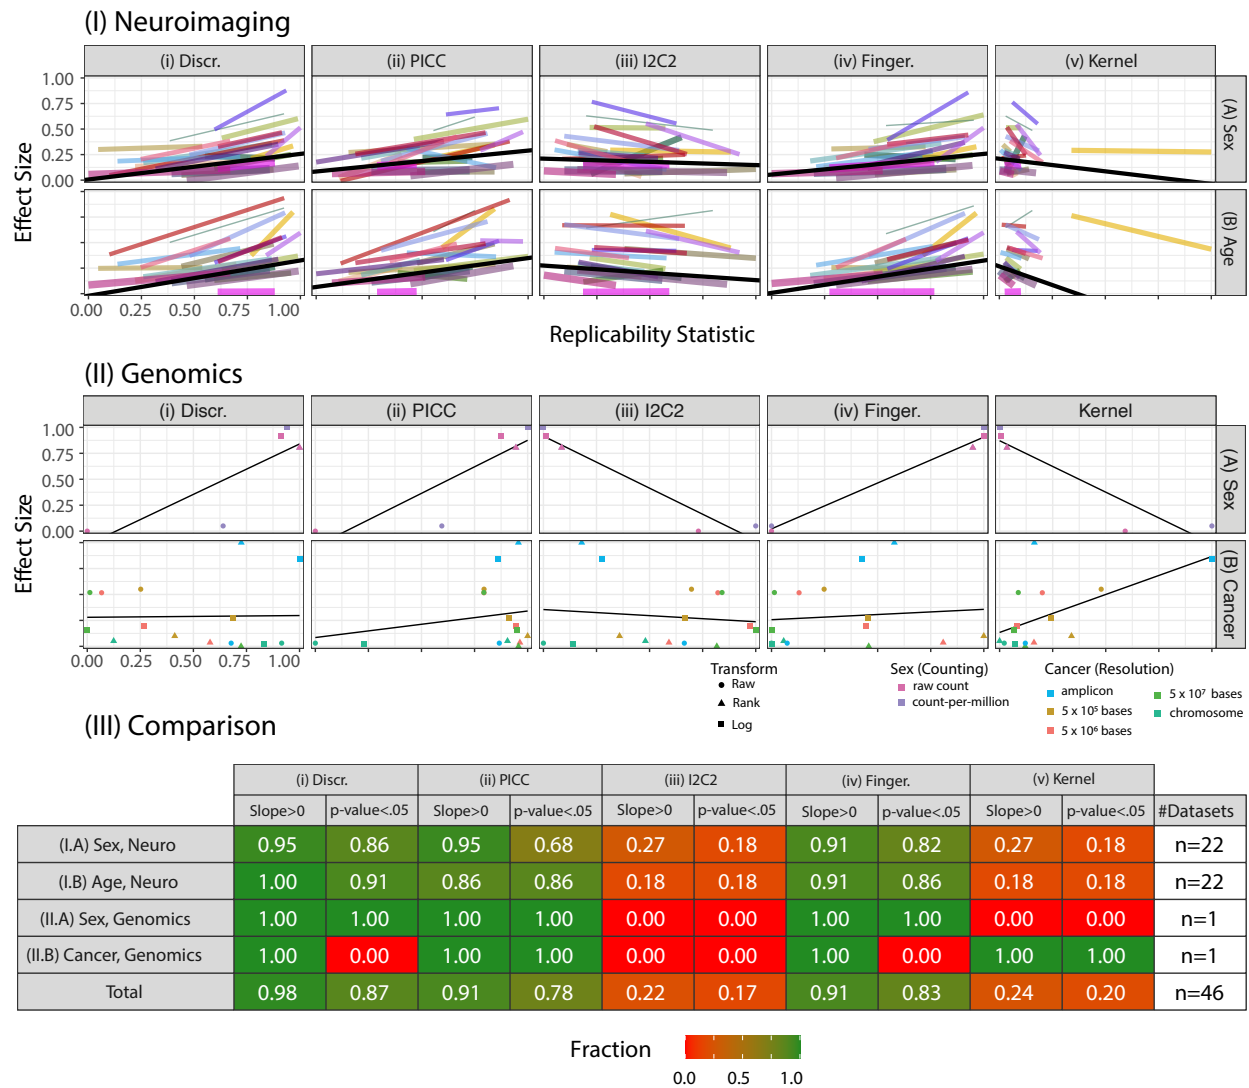 (I) Neuroimaging
(i) Discr. (ii) PICC (iii) I2C2 (iv) Finger. (v) Kernel
1.00
0.75
0.50
0.25
0.00
(A) Sex
(B) Age
Effect Size
0.00 0.25 0.50 0.75 1.00
Replicability Statistic
(II) Genomics
(i) Discr. (ii) PICC (iii) I2C2 (iv) Finger. Kernel
1.00
0.75
0.50
0.25
0.00
(A) Sex
(B) Cancer
Effect Size
0.00 0.25 0.50 0.75 1.00
Transform
Raw
Rank
Log
Sex (Counting)
raw count
count-per-million
Cancer (Resolution)
amplicon
5 x 10⁵ bases
5 x 10⁶ bases
5 x 10⁷ bases
chromosome
(III) Comparison
(i) Discr. (ii) PICC (iii) I2C2 (iv) Finger. (v) Kernel
Slope>0 p-value<.05 Slope>0 p-value<.05 Slope>0 p-value<.05 Slope>0 p-value<.05 Slope>0 p-value<.05 #Datasets
(I.A) Sex, Neuro 0.95 0.86 0.95 0.68 0.27 0.18 0.91 0.82 0.27 0.18 n=22
(I.B) Age, Neuro 1.00 0.91 0.86 0.86 0.18 0.18 0.91 0.86 0.18 0.18 n=22
(II.A) Sex, Genomics 1.00 1.00 1.00 1.00 0.00 0.00 1.00 1.00 0.00 0.00 n=1
(II.B) Cancer, Genomics 1.00 0.00 1.00 1.00 0.00 0.00 1.00 0.00 1.00 1.00 n=1
Total 0.98 0.87 0.91 0.78 0.22 0.17 0.91 0.83 0.24 0.20 n=46
Fraction
0.0 0.5 1.0